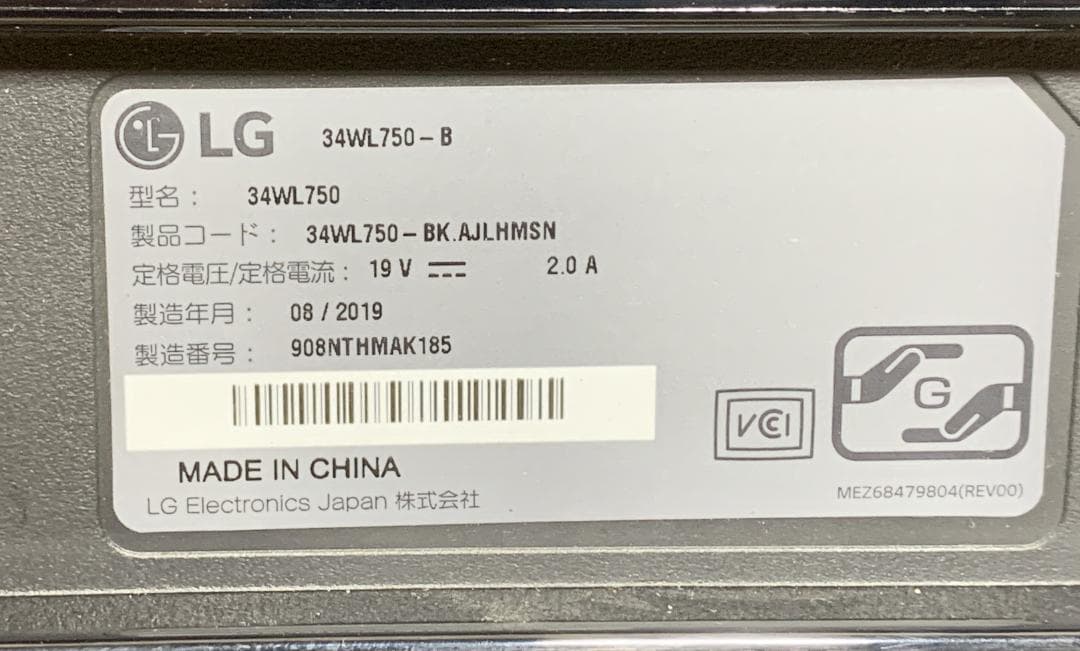 LG 34WL750-B
型名： 34WL750
製品コード： 34WL750-BK.AJLHMSN
定格電圧/定格電流： 19 V 2.0 A
製造年月： 08 / 2019
製造番号： 908NTHMAK185
MADE IN CHINA
LG Electronics Japan 株式会社
VCCI
G
MEZ68479804(REV00)